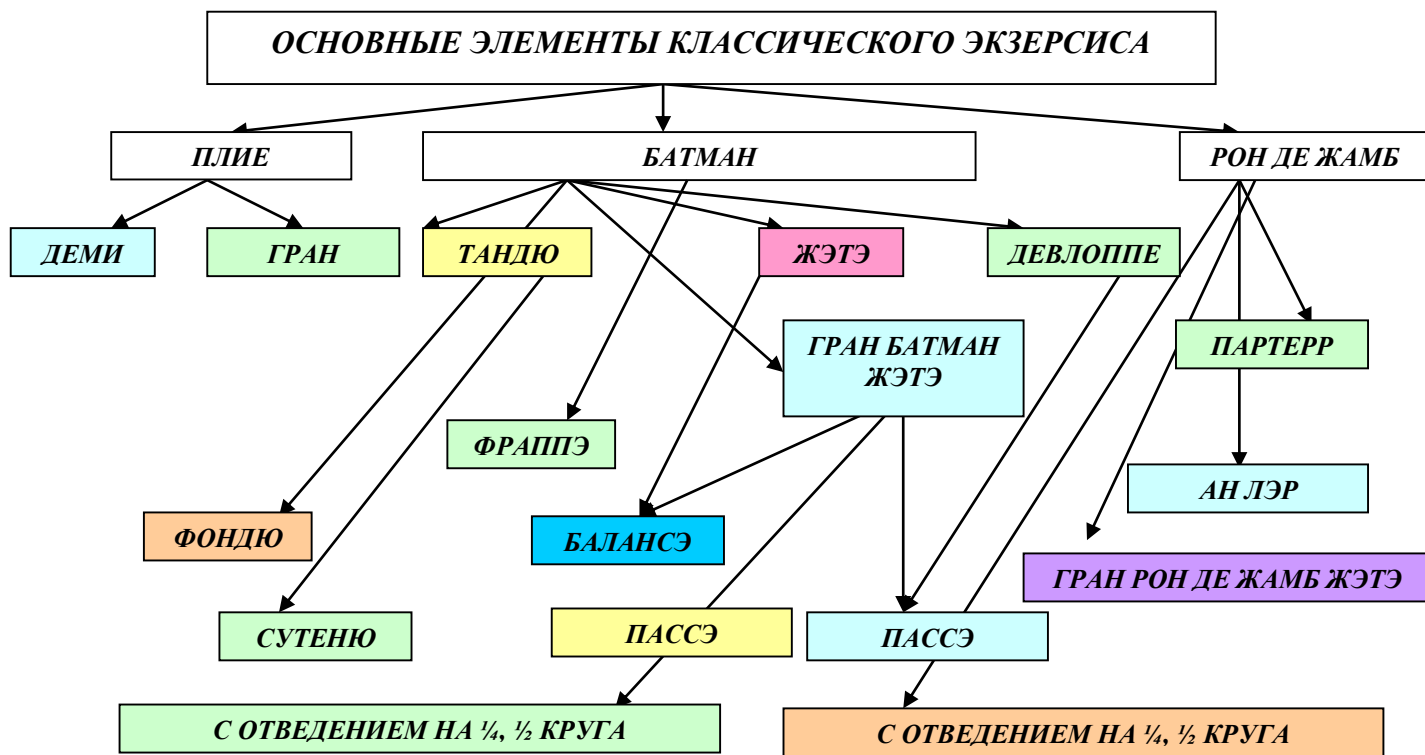 ОСНОВНЫЕ ЭЛЕМЕНТЫ КЛАССИЧЕСКОГО ЭКЗЕРСИСА
ПЛИЕ
БАТМАН
РОН ДЕ ЖАМБ
ДЕМИ
ГРАН
ТАНДЮ
ЖЭТЭ
ДЕВЛОППЕ
ГРАН БАТМАН
ЖЭТЭ
ПАРТЕРР
ФРАППЭ
АН ЛЭР
ФОНДЮ
БАЛАНСЭ
ГРАН РОН ДЕ ЖАМБ ЖЭТЭ
СУТЕНЮ
ПАССЭ
ПАССЭ
С ОТВЕДЕНИЕМ НА ¼, ½ КРУГА
С ОТВЕДЕНИЕМ НА ¼, ½ КРУГА